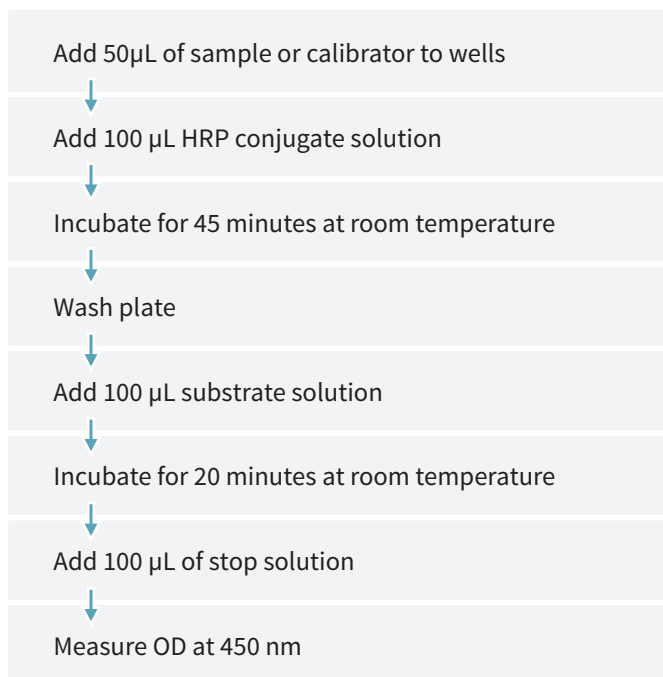 Add 50µL of sample or calibrator to wells
Add 100 µL HRP conjugate solution
Incubate for 45 minutes at room temperature
Wash plate
Add 100 µL substrate solution
Incubate for 20 minutes at room temperature
Add 100 µL of stop solution
Measure OD at 450 nm